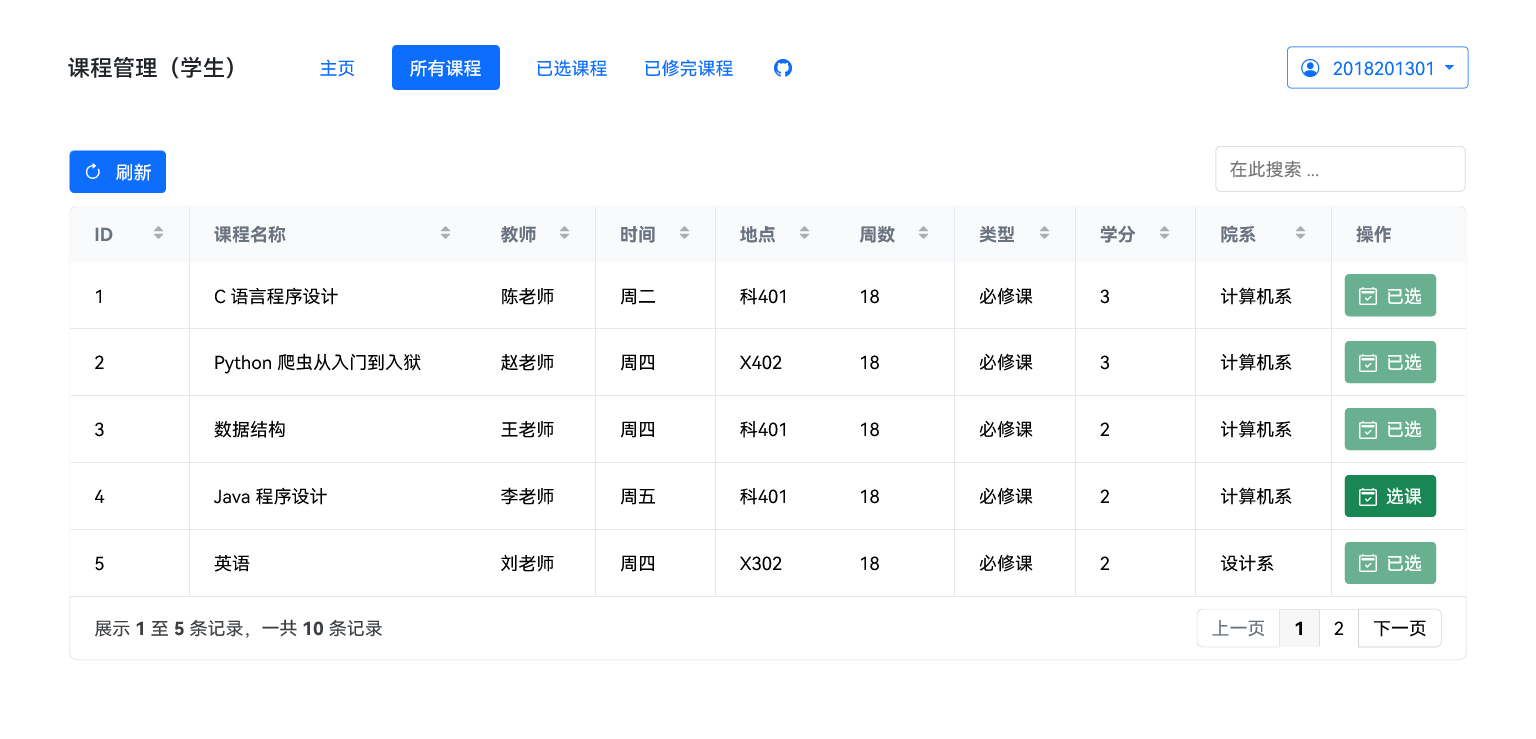 课程管理（学生） 主页 所有课程 已选课程 已修完课程 2018201301
刷新 在此搜索 ...
ID 课程名称 教师 时间 地点 周数 类型 学分 院系 操作
1 C 语言程序设计 陈老师 周二 科401 18 必修课 3 计算机系 已选
2 Python 爬虫从入门到入狱 赵老师 周四 X402 18 必修课 3 计算机系 已选
3 数据结构 王老师 周四 科401 18 必修课 2 计算机系 已选
4 Java 程序设计 李老师 周五 科401 18 必修课 2 计算机系 选课
5 英语 刘老师 周四 X302 18 必修课 2 设计系 已选
展示 1 至 5 条记录，一共 10 条记录 上一页 1 2 下一页